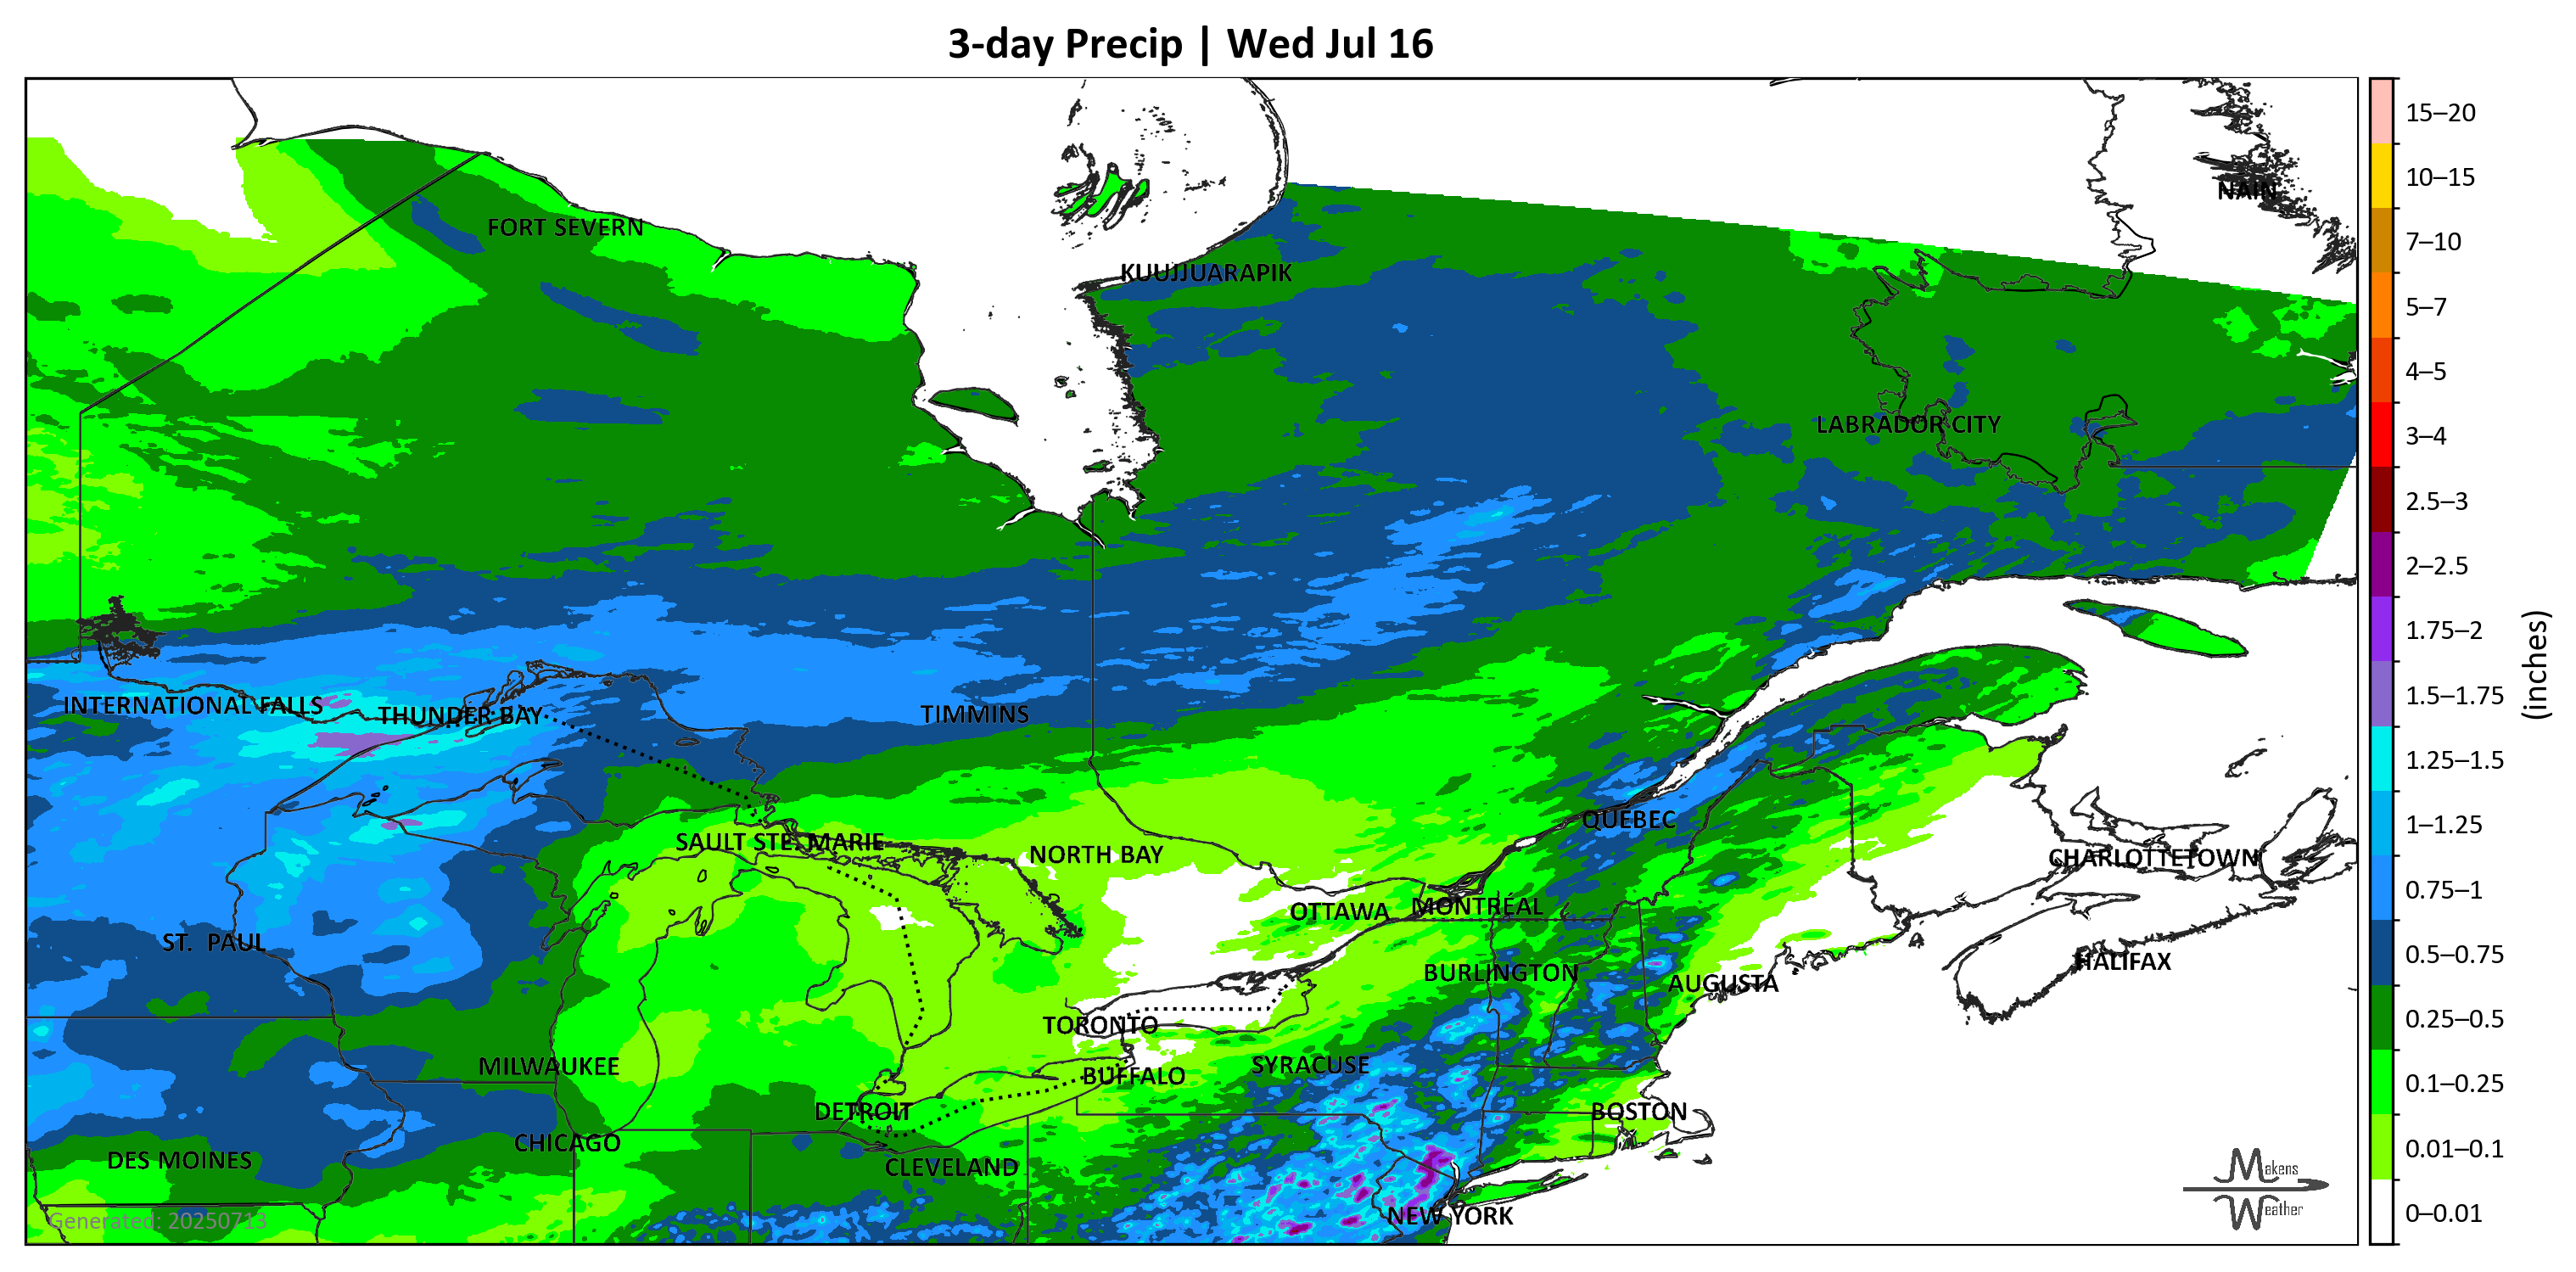 3-day Precip | Wed Jul 16
NAIN
FORT SEVERN
KUUJJUARAPIK
LABRADOR CITY
INTERNATIONAL FALLS
THUNDER BAY
TIMMINS
QUEBEC
SAULT STE. MARIE
NORTH BAY
CHARLOTTETOWN
OTTAWA
MONTRÉAL
ST. PAUL
HALIFAX
BURLINGTON
AUGUSTA
TORONTO
MILWAUKEE
SYRACUSE
BUFFALO
DETROIT
BOSTON
CHICAGO
DES MOINES
CLEVELAND
NEW YORK
Generated: 20250713
Makens
Weather
15–20
10–15
7–10
5–7
4–5
3–4
2.5–3
2–2.5
1.75–2
1.5–1.75
1.25–1.5
1–1.25
0.75–1
0.5–0.75
0.25–0.5
0.1–0.25
0.01–0.1
0–0.01
(inches)